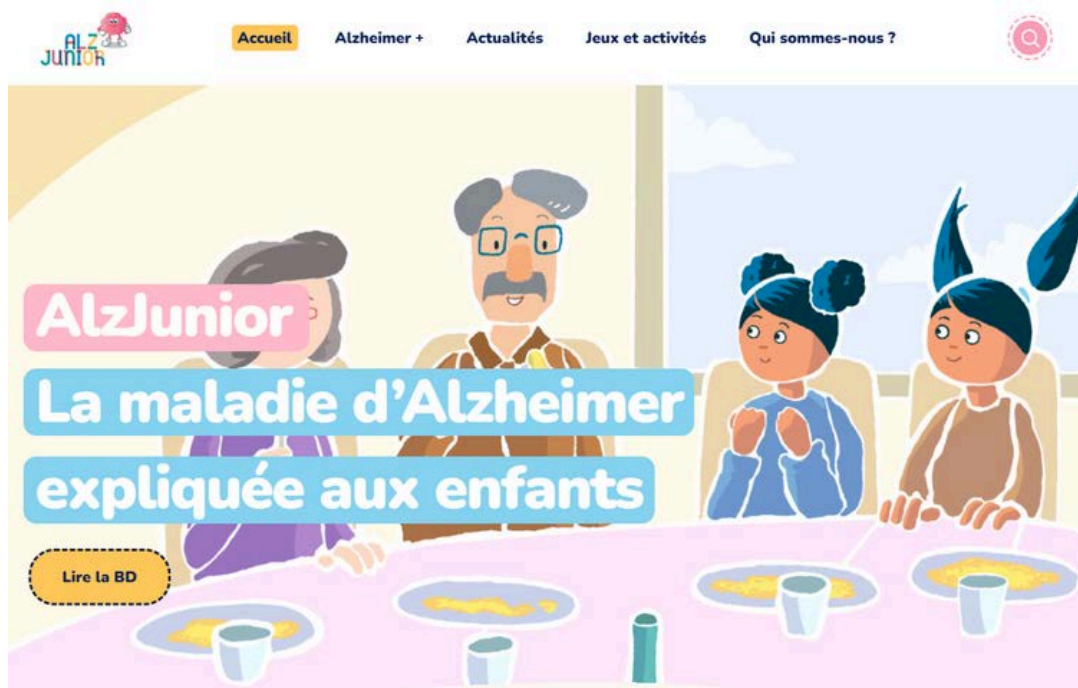 ALZ
JUNIOR
Accueil
Alzheimer +
Actualités
Jeux et activités
Qui sommes-nous ?
AlzJunior
La maladie d’Alzheimer
expliquée aux enfants
Lire la BD